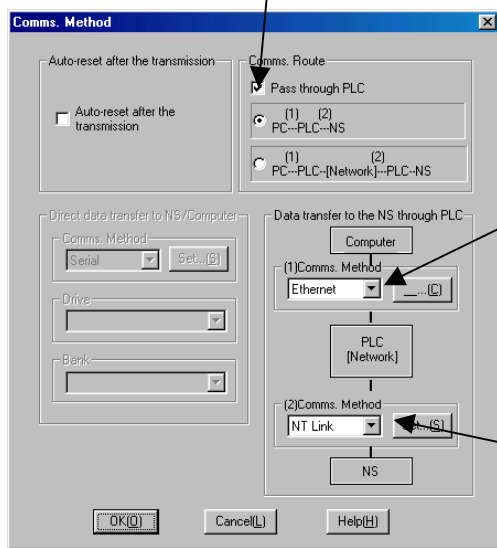 Comms. Method
Auto-reset after the transmission
Auto-reset after the
transmission
Comms. Route
Pass through PLC
(1) (2)
PC---PLC---NS
(1) (2)
PC---PLC--[Network]---PLC--NS
Direct data transfer to NS/Computer
Comms. Method
Serial
Set...(S)
Drive
Bank
Data transfer to the NS through PLC
Computer
(1)Comms. Method
Ethernet
...(C)
PLC
[Network]
(2)Comms. Method
NT Link
...(S)
NS
OK(O)
Cancel(L)
Help(H)